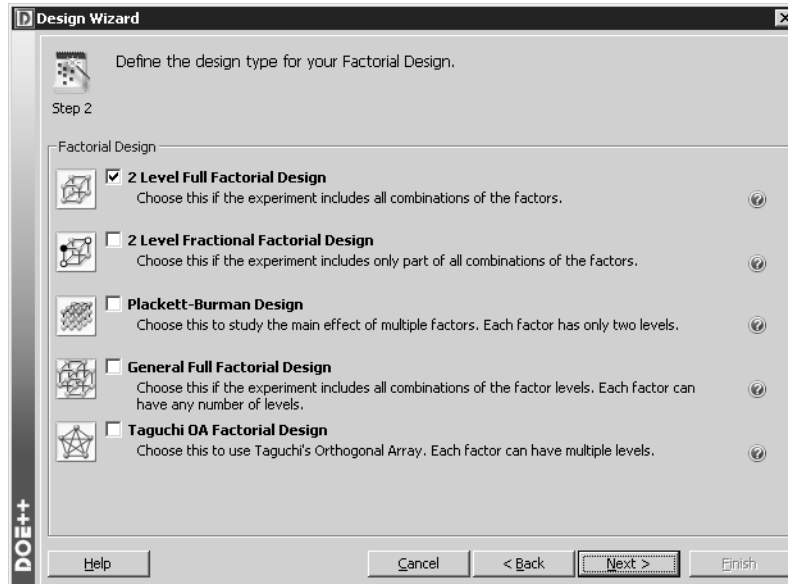 Design Wizard
Define the design type for your Factorial Design.
Step 2
Factorial Design
2 Level Full Factorial Design
Choose this if the experiment includes all combinations of the factors.
2 Level Fractional Factorial Design
Choose this if the experiment includes only part of all combinations of the factors.
Plackett-Burman Design
Choose this to study the main effect of multiple factors. Each factor has only two levels.
General Full Factorial Design
Choose this if the experiment includes all combinations of the factor levels. Each factor can
have any number of levels.
Taguchi OA Factorial Design
Choose this to use Taguchi's Orthogonal Array. Each factor can have multiple levels.
DOE++
Help
Cancel
< Back
Next >
Finish